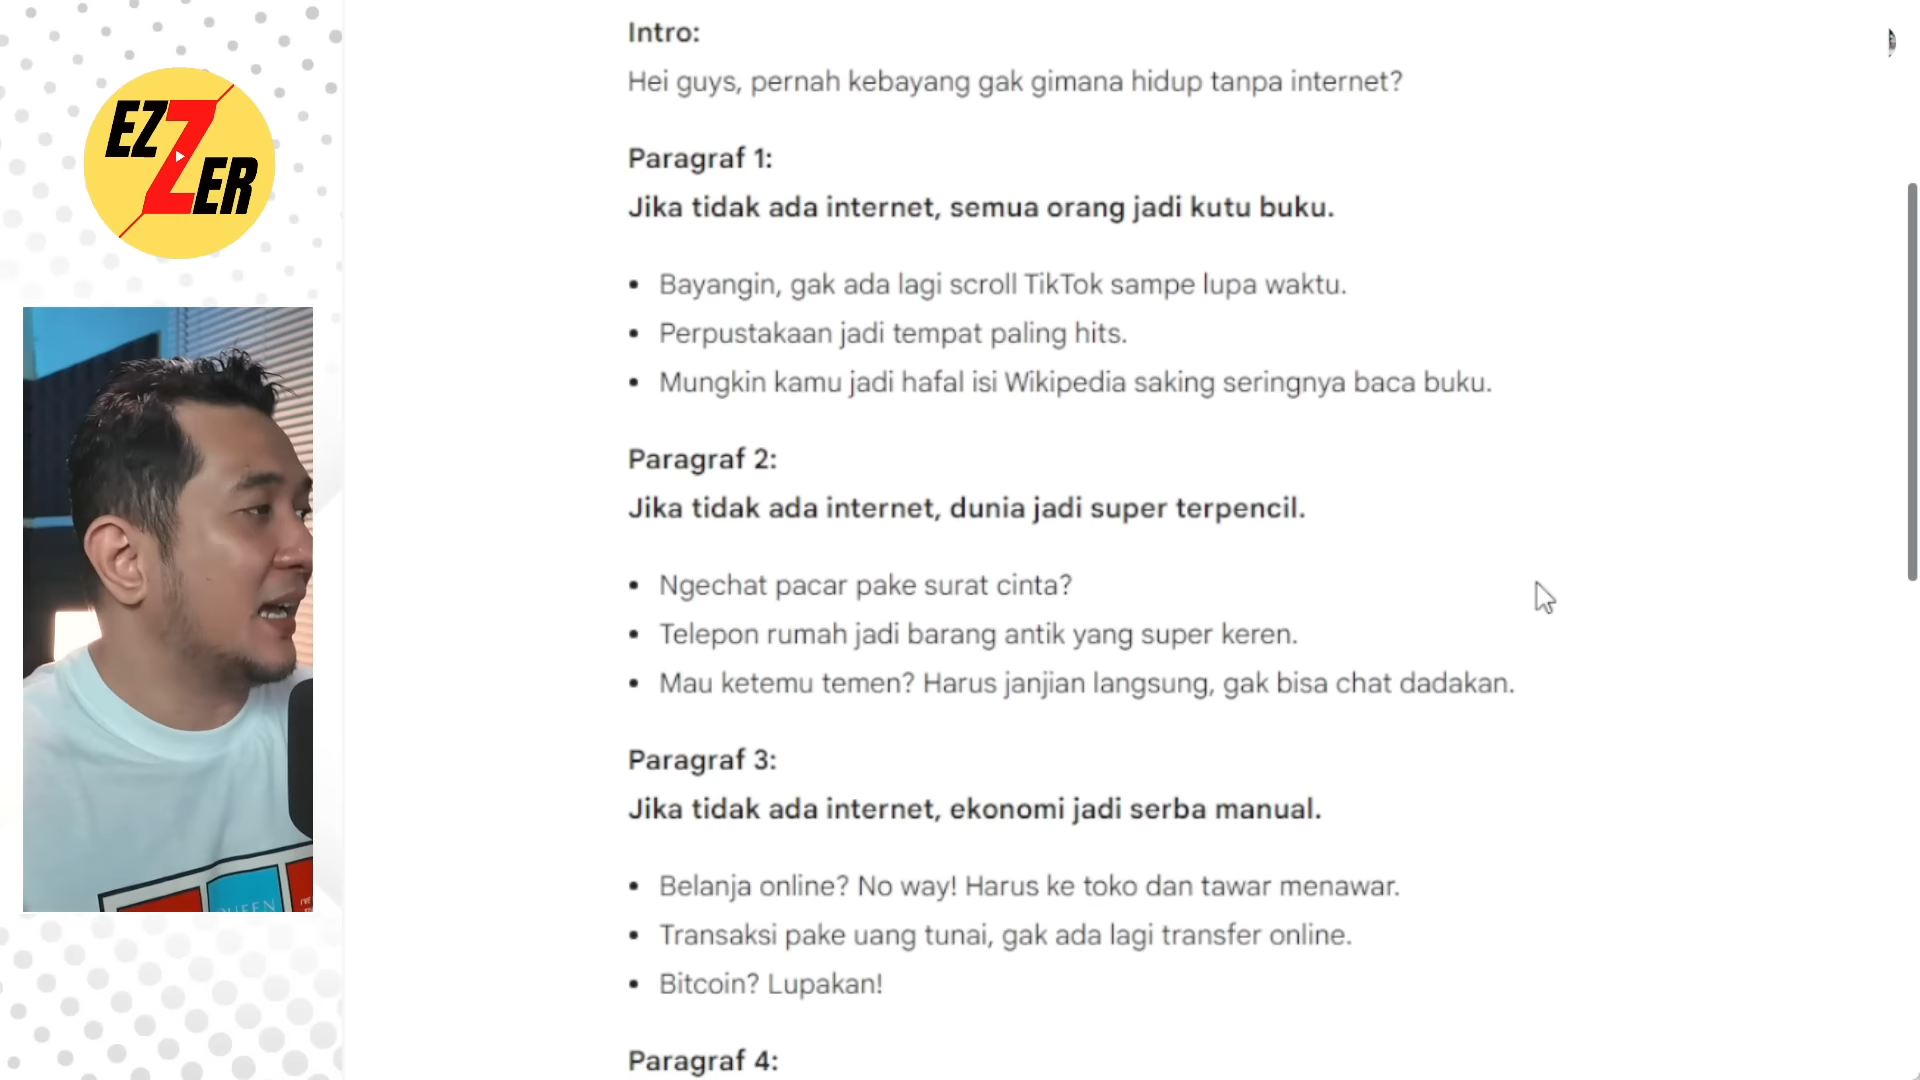 EZZER
Intro:
Hei guys, pernah kebayang gak gimana hidup tanpa internet?
Paragraf 1:
Jika tidak ada internet, semua orang jadi kutu buku.
• Bayangin, gak ada lagi scroll TikTok sampe lupa waktu.
• Perpustakaan jadi tempat paling hits.
• Mungkin kamu jadi hafal isi Wikipedia saking seringnya baca buku.
Paragraf 2:
Jika tidak ada internet, dunia jadi super terpencil.
• Ngechat pacar pake surat cinta?
• Telepon rumah jadi barang antik yang super keren.
• Mau ketemu temen? Harus janjian langsung, gak bisa chat dadakan.
Paragraf 3:
Jika tidak ada internet, ekonomi jadi serba manual.
• Belanja online? No way! Harus ke toko dan tawar menawar.
• Transaksi pake uang tunai, gak ada lagi transfer online.
• Bitcoin? Lupakan!
Paragraf 4:
QUEEN